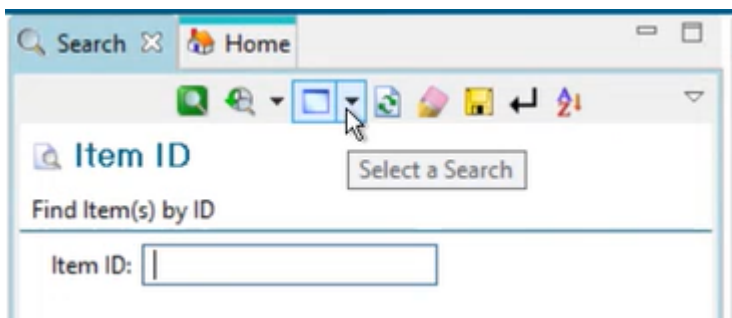 Search Home
Item ID
Select a Search
Find Item(s) by ID
Item ID: